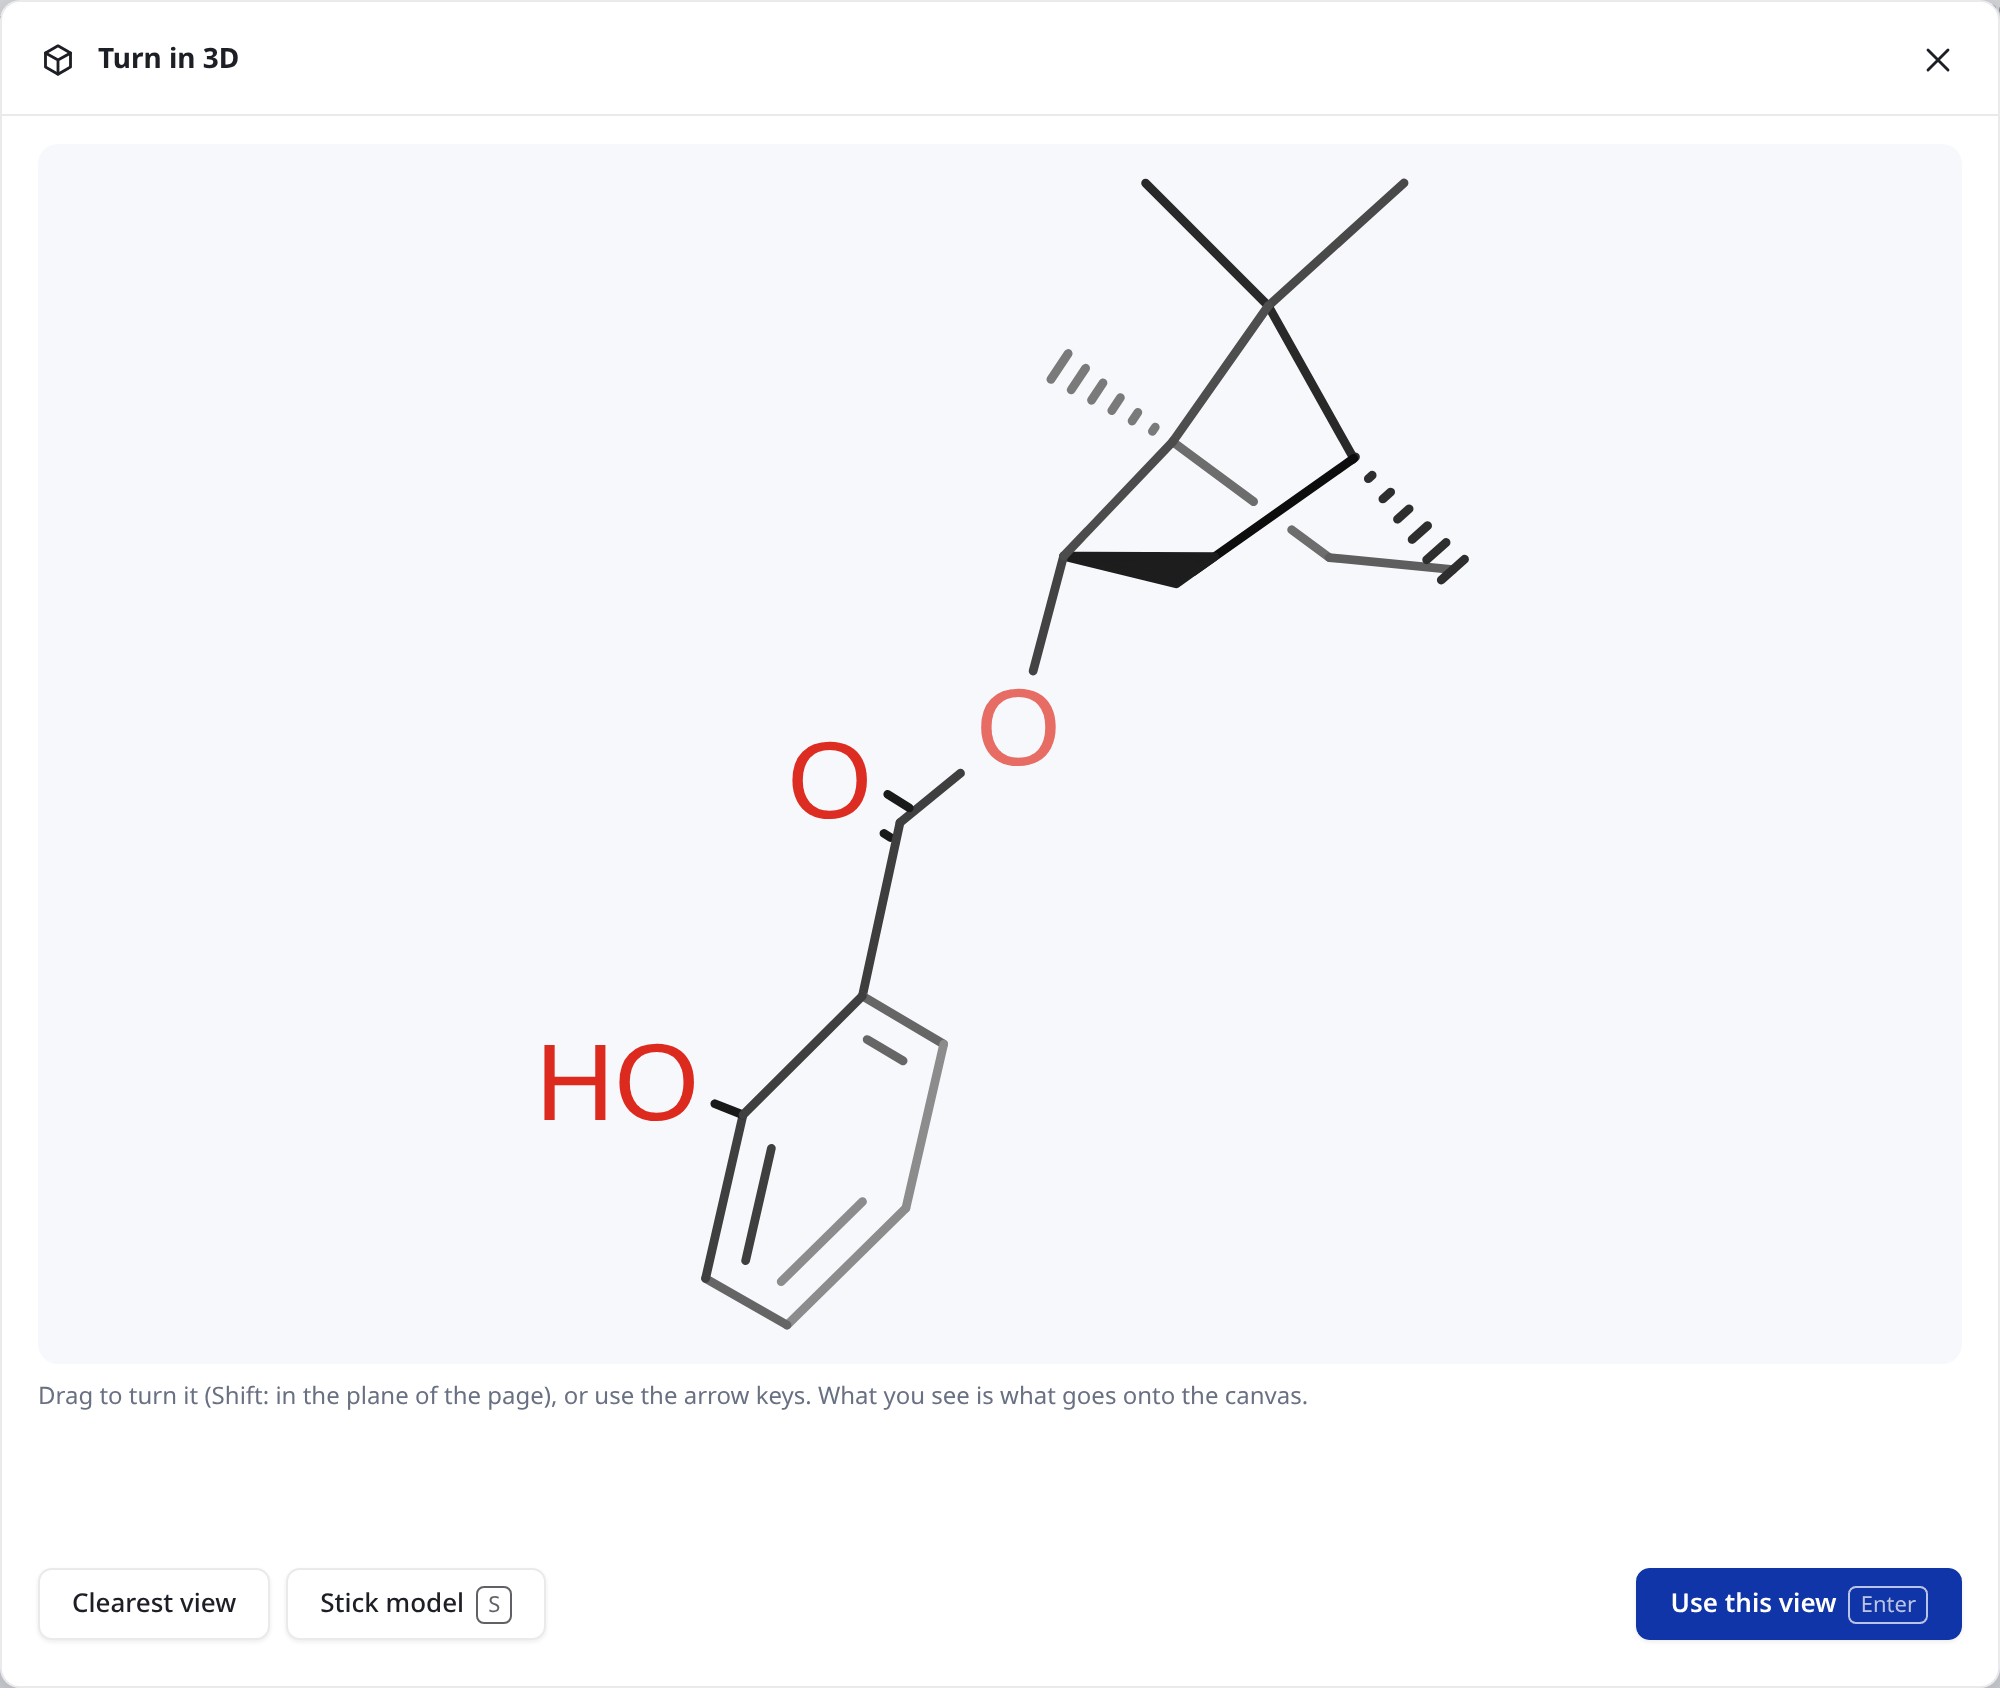 Turn in 3D
O
O
HO
Drag to turn it (Shift: in the plane of the page), or use the arrow keys. What you see is what goes onto the canvas.
Clearest view
Stick model S
Use this view Enter